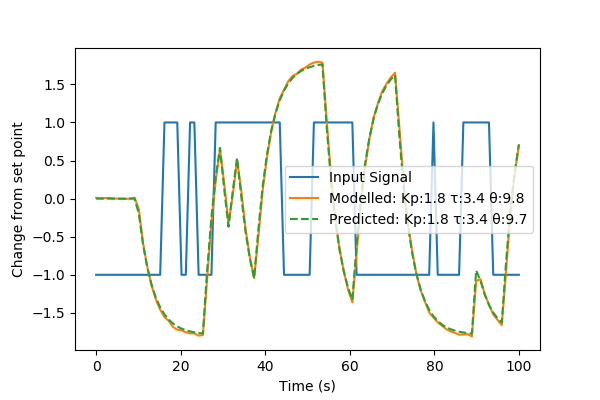 1.5
1.0
0.5
0.0
−0.5
−1.0
−1.5
Change from set point
Input Signal
Modelled: Kp:1.8 τ:3.4 θ:9.8
Predicted: Kp:1.8 τ:3.4 θ:9.7
0 20 40 60 80 100
Time (s)